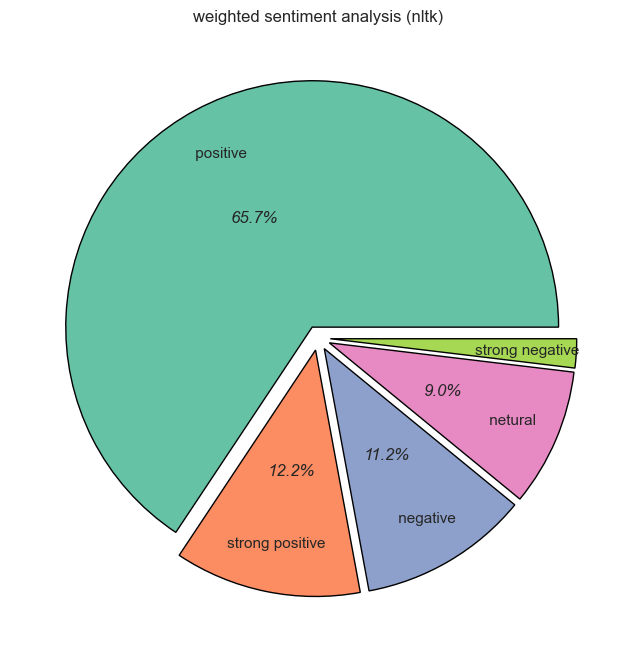 weighted sentiment analysis (nltk)
positive
65.7%
strong negative
9.0%
netural
11.2%
12.2%
negative
strong positive